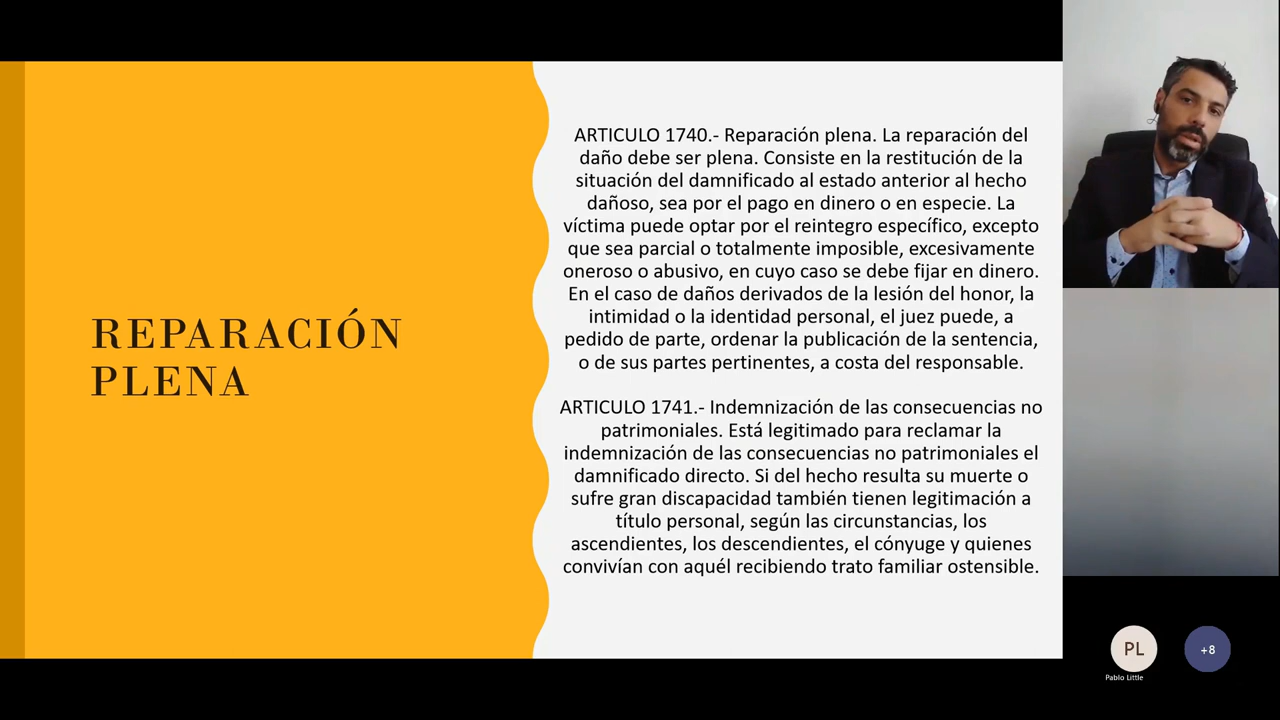 REPARACIÓN
PLENA
ARTICULO 1740.- Reparación plena. La reparación del
daño debe ser plena. Consiste en la restitución de la
situación del damnificado al estado anterior al hecho
dañoso, sea por el pago en dinero o en especie. La
víctima puede optar por el reintegro específico, excepto
que sea parcial o totalmente imposible, excesivamente
oneroso o abusivo, en cuyo caso se debe fijar en dinero.
En el caso de daños derivados de la lesión del honor, la
intimidad o la identidad personal, el juez puede, a
pedido de parte, ordenar la publicación de la sentencia,
o de sus partes pertinentes, a costa del responsable.
ARTICULO 1741.- Indemnización de las consecuencias no
patrimoniales. Está legitimado para reclamar la
indemnización de las consecuencias no patrimoniales el
damnificado directo. Si del hecho resulta su muerte o
sufre gran discapacidad también tienen legitimación a
título personal, según las circunstancias, los
ascendientes, los descendientes, el cónyuge y quienes
convivían con aquél recibiendo trato familiar ostensible.
PL
+8
Pablo Little